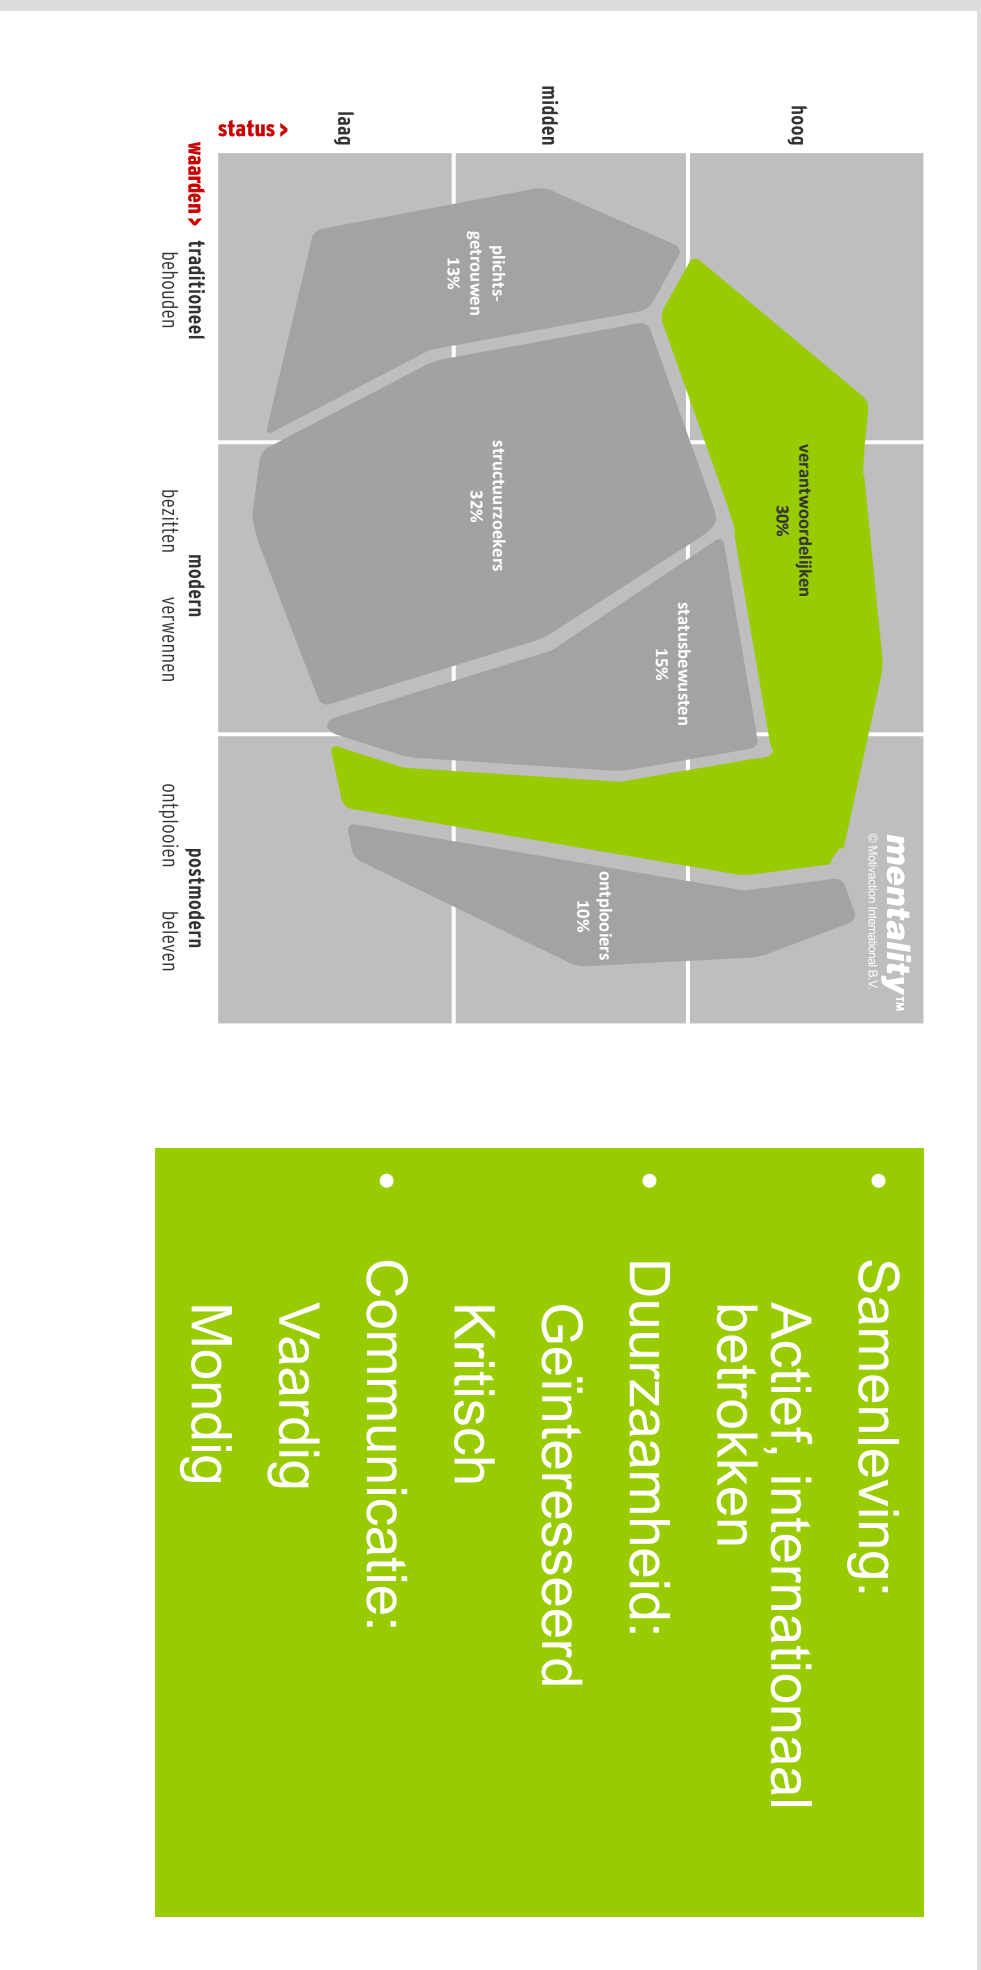 hoog
midden
laag
status >
waarden >
traditioneel
behouden
modern
bezitten
verwennen
postmodern
ontplooien
beleven
mentality™
© Motivaction International B.V.
verantwoordelijken
30%
plichts-
getrouwen
13%
structuurzoekers
32%
statusbewusten
15%
ontplooiers
10%
• Samenleving:
Actief, internationaal
betrokken
• Duurzaamheid:
Geïnteresseerd
Kritisch
• Communicatie:
Vaardig
Mondig